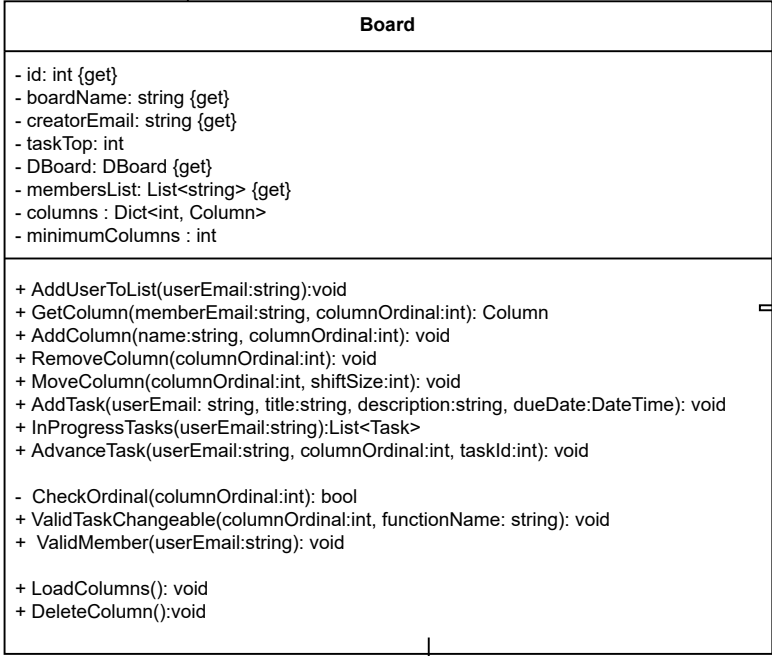 Board
- id: int {get}
- boardName: string {get}
- creatorEmail: string {get}
- taskTop: int
- DBoard: DBoard {get}
- membersList: List<string> {get}
- columns : Dict<int, Column>
- minimumColumns : int
+ AddUserToList(userEmail:string):void
+ GetColumn(memberEmail:string, columnOrdinal:int): Column
+ AddColumn(name:string, columnOrdinal:int): void
+ RemoveColumn(columnOrdinal:int): void
+ MoveColumn(columnOrdinal:int, shiftSize:int): void
+ AddTask(userEmail: string, title:string, description:string, dueDate:DateTime): void
+ InProgressTasks(userEmail:string):List<Task>
+ AdvanceTask(userEmail:string, columnOrdinal:int, taskId:int): void
- CheckOrdinal(columnOrdinal:int): bool
+ ValidTaskChangeable(columnOrdinal:int, functionName: string): void
+ ValidMember(userEmail:string): void
+ LoadColumns(): void
+ DeleteColumn():void